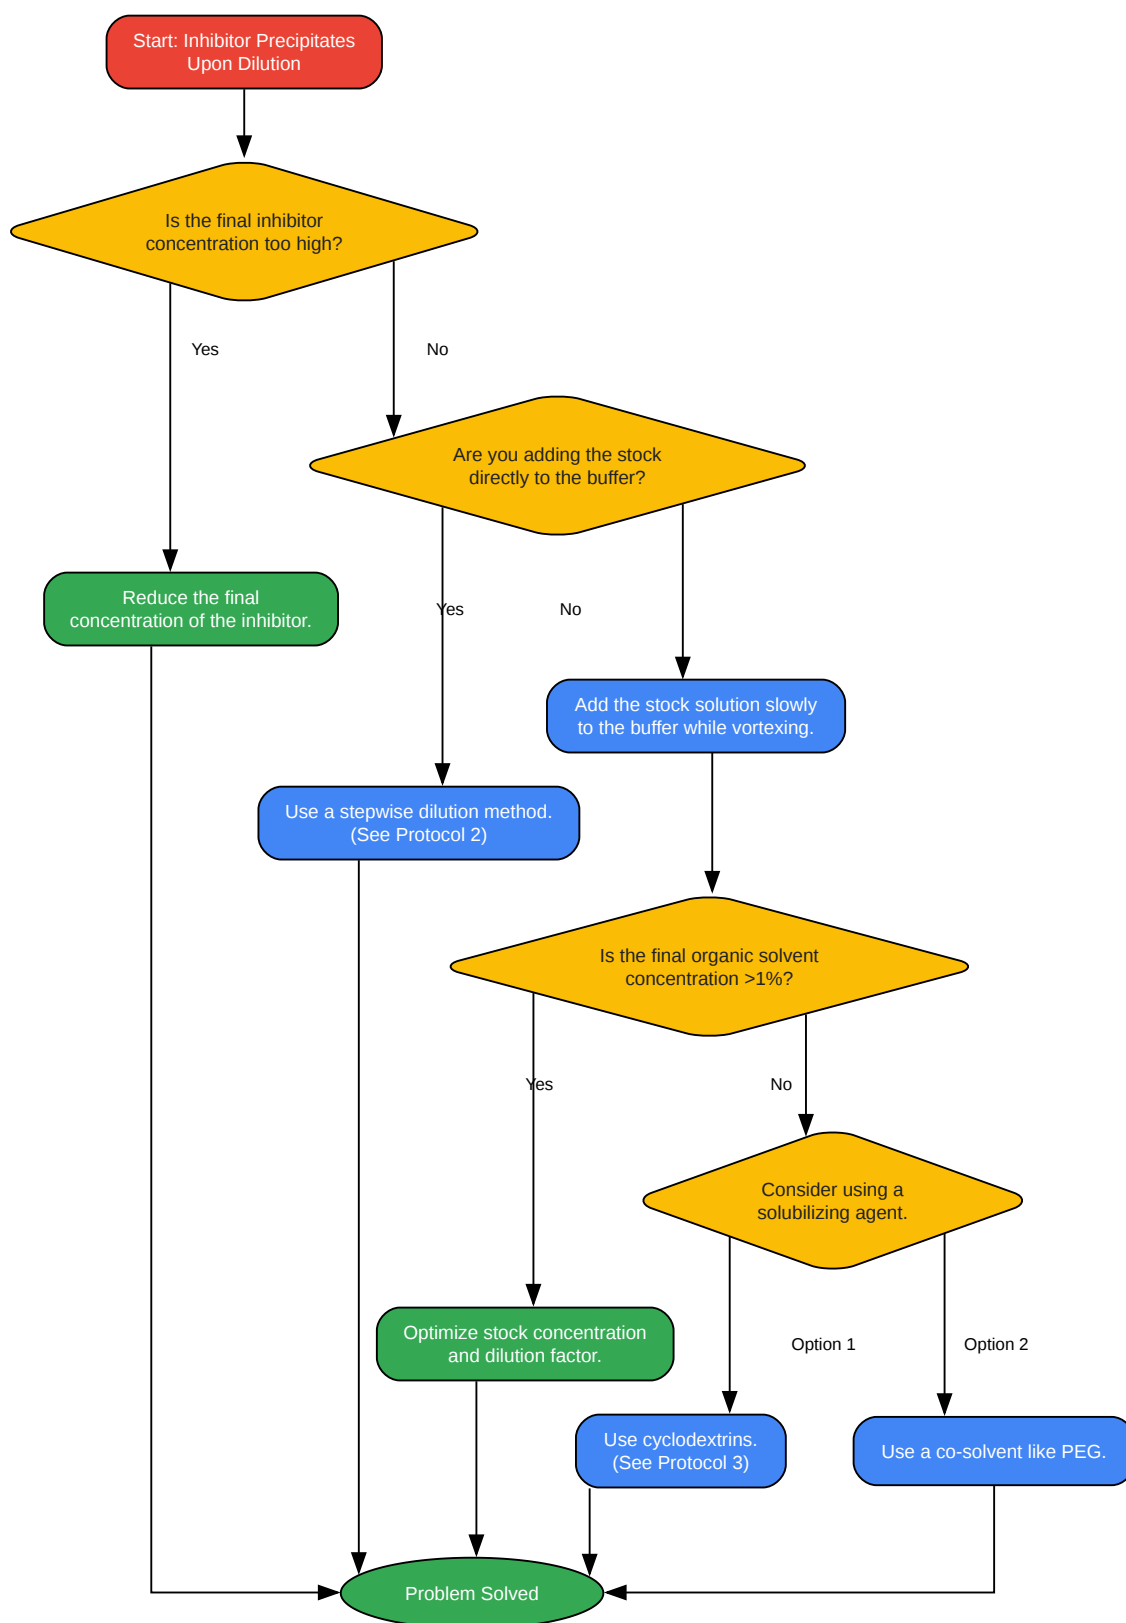 Start: Inhibitor Precipitates
Upon Dilution
Is the final inhibitor
concentration too high?
Yes
No
Are you adding the stock
directly to the buffer?
Reduce the final
concentration of the inhibitor.
Yes
No
Add the stock solution slowly
to the buffer while vortexing.
Use a stepwise dilution method.
(See Protocol 2)
Is the final organic solvent
concentration >1%?
Yes
No
Consider using a
solubilizing agent.
Optimize stock concentration
and dilution factor.
Option 1
Option 2
Use cyclodextrins.
(See Protocol 3)
Use a co-solvent like PEG.
Problem Solved